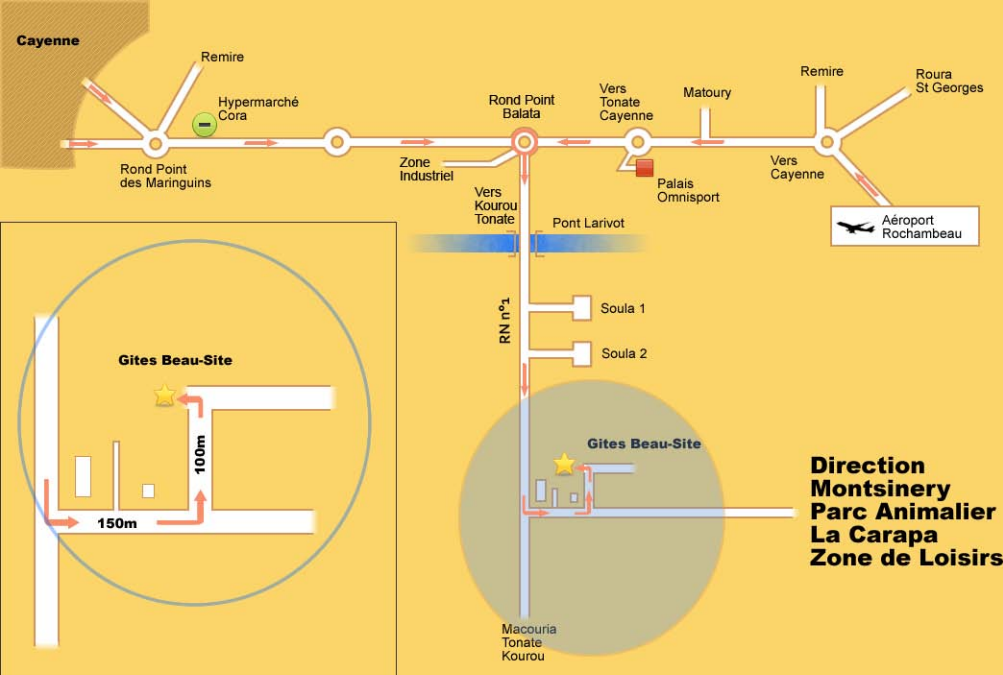 Cayenne
Remire
Hypermarché
Cora
Rond Point
des Maringuins
Rond Point
Balata
Zone
Industriel
Vers
Tonate
Cayenne
Matoury
Palais
Omnisport
Remire
Roura
St Georges
Vers
Cayenne
Aéroport
Rochambeau
Vers
Kourou
Tonate
Pont Larivot
RN n°1
Soula 1
Soula 2
Gites Beau-Site
100m
150m
Gites Beau-Site
Direction
Montsinery
Parc Animalier
La Carapa
Zone de Loisirs
Macouria
Tonate
Kourou